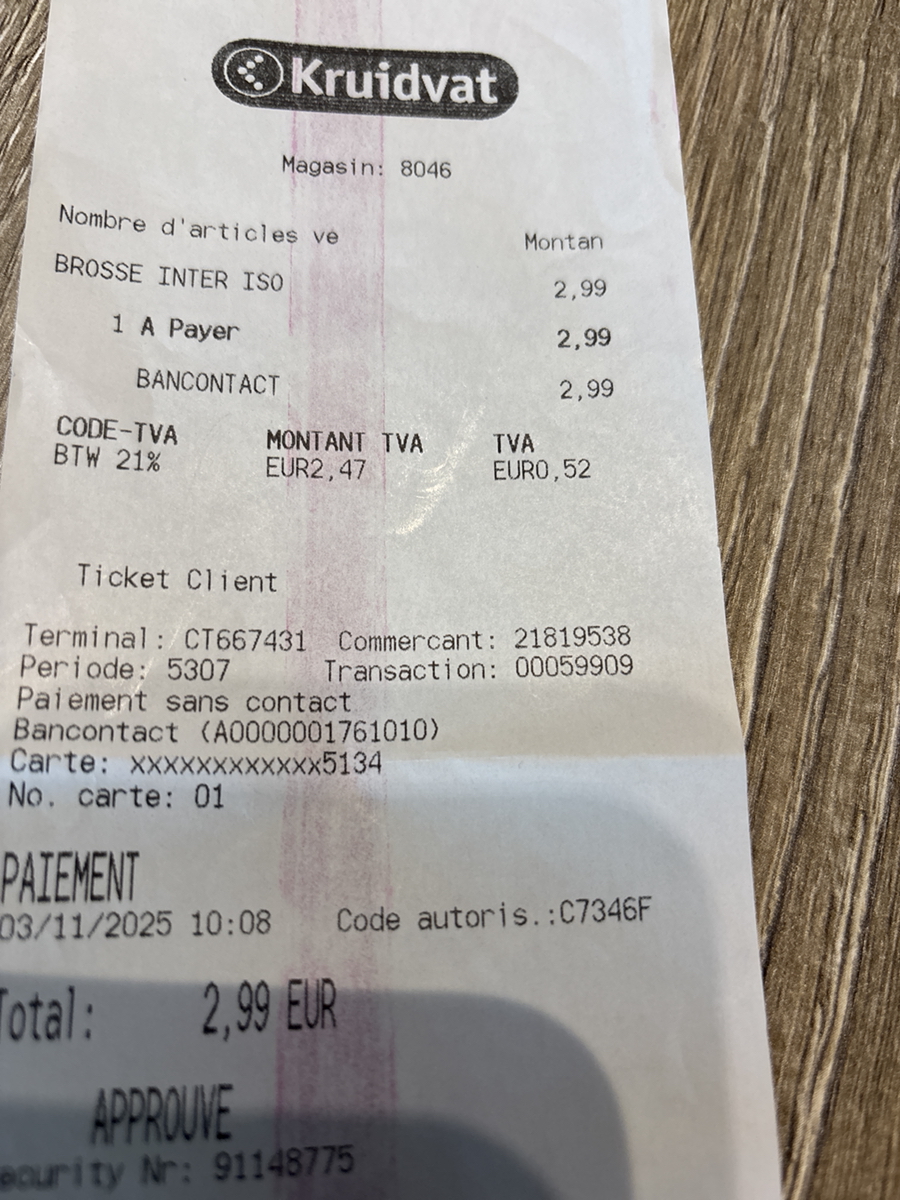 Kruidvat
Magasin: 8046
Nombre d'articles ve Montan
BROSSE INTER ISO 2,99
1 A Payer 2,99
BANCONTACT 2,99
CODE-TVA MONTANT TVA TVA
BTW 21% EUR2,47 EUR0,52
Ticket Client
Terminal: CT667431 Commercant: 21819538
Periode: 5307 Transaction: 00059909
Paiement sans contact
Bancontact (A0000001761010)
Carte: xxxxxxxxxxxx5134
No. carte: 01
PAIEMENT
03/11/2025 10:08 Code autoris.:C7346F
Total: 2,99 EUR
APPROUVE
ecurity Nr: 91148775